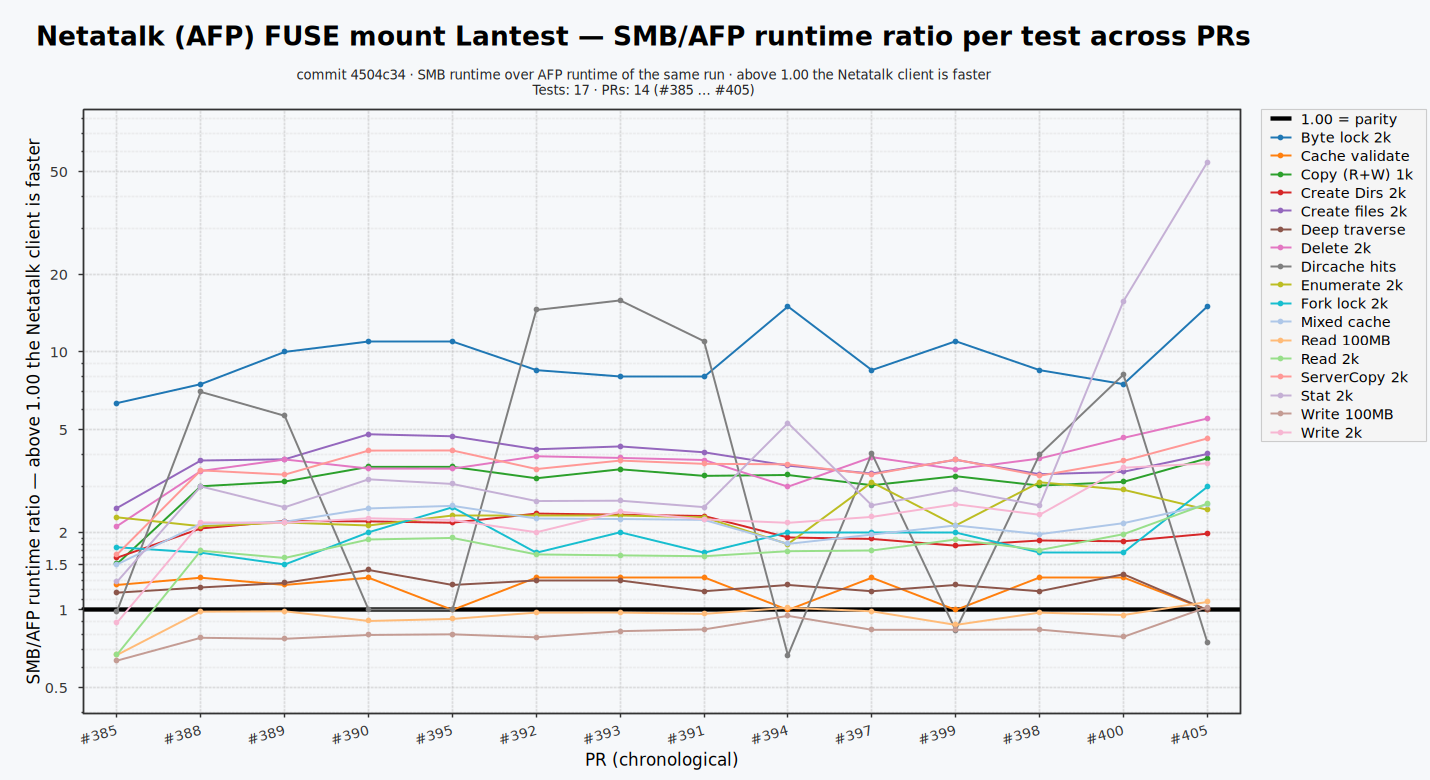 Netatalk (AFP) FUSE mount Lantest — SMB/AFP runtime ratio per test across PRs
commit 4504c34 · SMB runtime over AFP runtime of the same run · above 1.00 the Netatalk client is faster
Tests: 17 · PRs: 14 (#385 ... #405)
SMB/AFP runtime ratio — above 1.00 the Netatalk client is faster
50
20
10
5
2
1.5
1
0.5
#385
#388
#389
#390
#395
#392
#393
#391
#394
#397
#399
#398
#400
#405
PR (chronological)
1.00 = parity
Byte lock 2k
Cache validate
Copy (R+W) 1k
Create Dirs 2k
Create files 2k
Deep traverse
Delete 2k
Dircache hits
Enumerate 2k
Fork lock 2k
Mixed cache
Read 100MB
Read 2k
ServerCopy 2k
Stat 2k
Write 100MB
Write 2k